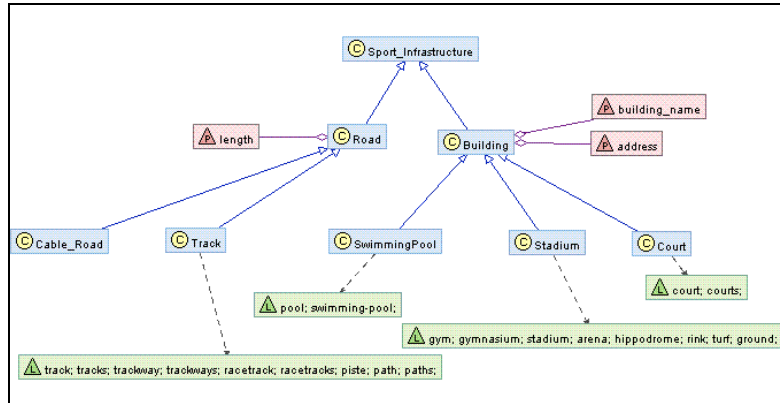 C Sport_Infrastructure
P building_name
P length
C Road
C Building
P address
C Cable_Road
C Track
C SwimmingPool
C Stadium
C Court
L pool; swimming-pool;
L court; courts;
L gym; gymnasium; stadium; arena; hippodrome; rink; turf; ground;
L track; tracks; trackway; trackways; racetrack; racetracks; piste; path; paths;